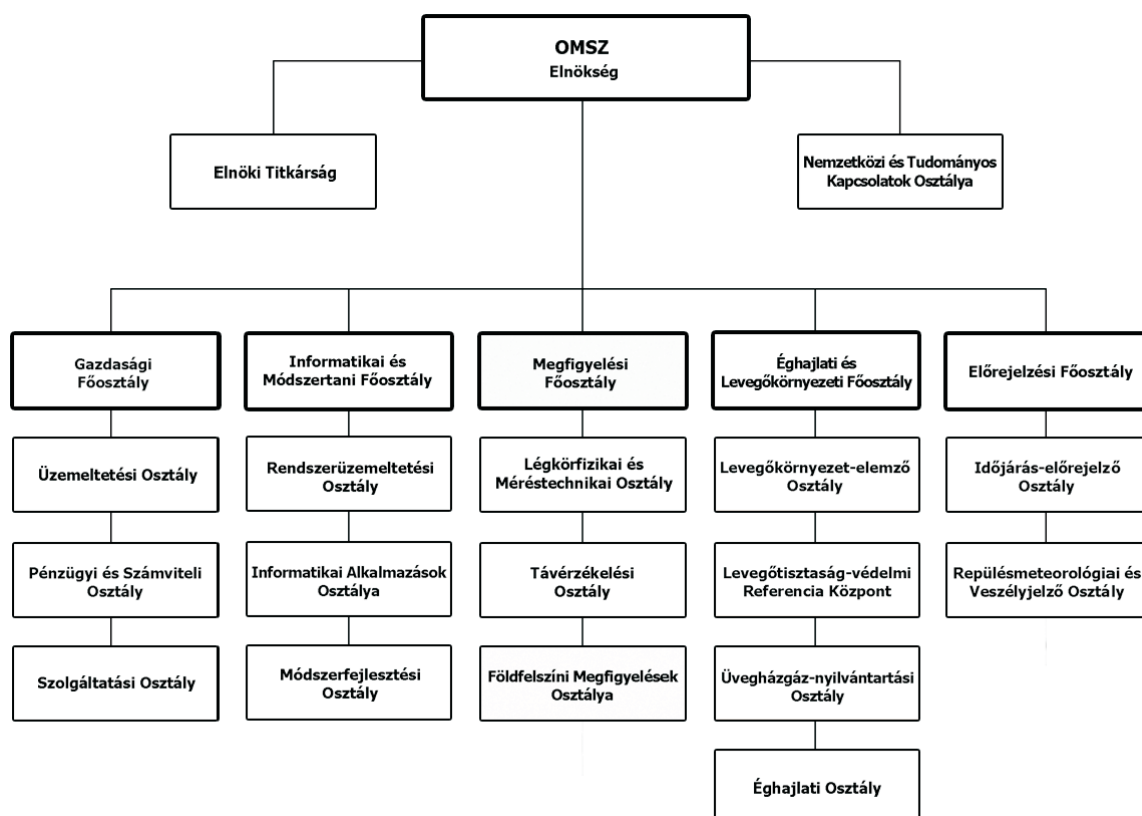 OMSZ
Elnökség
Elnöki Titkárság
Nemzetközi és Tudományos
Kapcsolatok Osztálya
Gazdasági
Főosztály
Informatikai és
Módszertani Főosztály
Megfigyelési
Főosztály
Éghajlati és
Levegőkörnyezeti Főosztály
Előrejelzési Főosztály
Üzemeltetési Osztály
Rendszerüzemeltetési
Osztály
Légkörfizikai és
Méréstechnikai Osztály
Levegőkörnyezet-elemző
Osztály
Időjárás-előrejelző
Osztály
Pénzügyi és Számviteli
Osztály
Informatikai Alkalmazások
Osztálya
Távérzékelési
Osztály
Levegőtisztaság-védelmi
Referencia Központ
Repülésmeteorológiai és
Veszélyjelző Osztály
Szolgáltatási Osztály
Módszerfejlesztési
Osztály
Földfelszíni Megfigyelések
Osztálya
Üvegházgáz-nyilvántartási
Osztály
Éghajlati Osztály